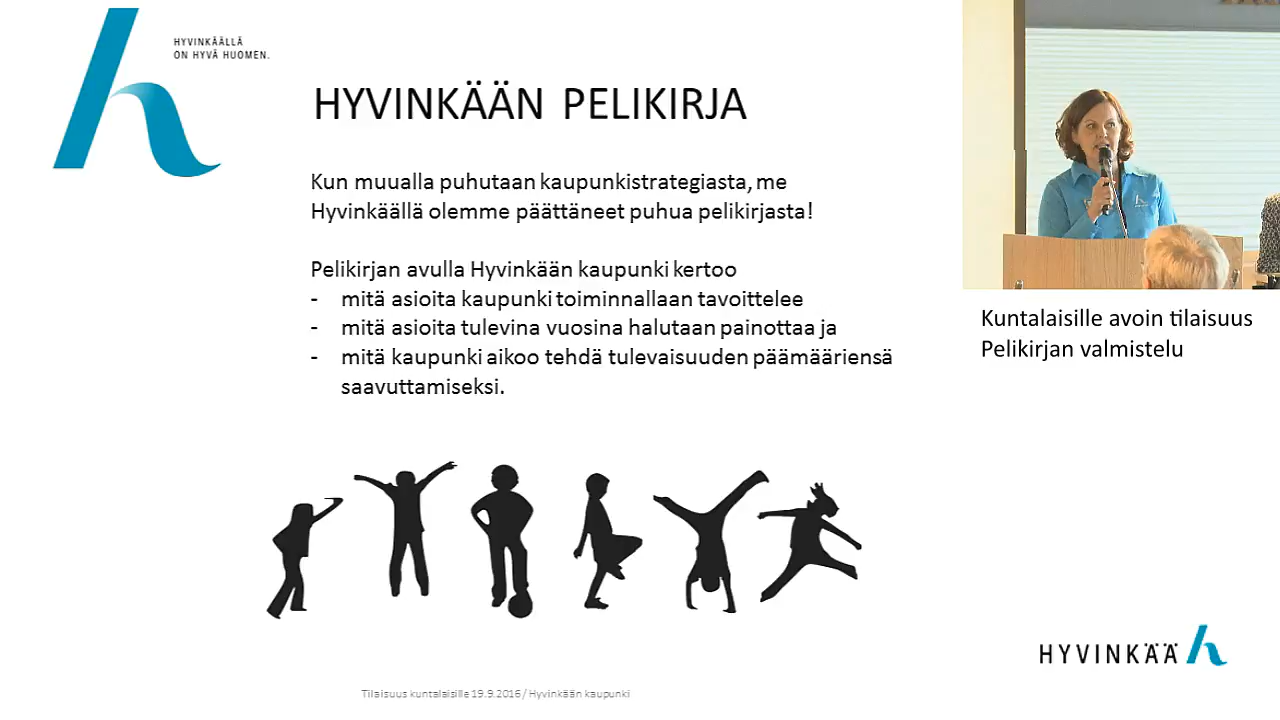 HYVINKÄÄLLÄ
ON HYVÄ HUOMEN.
HYVINKÄÄN PELIKIRJA
Kun muualla puhutaan kaupunkistrategiasta, me
Hyvinkäällä olemme päättäneet puhua pelikirjasta!
Pelikirjan avulla Hyvinkään kaupunki kertoo
- mitä asioita kaupunki toiminnallaan tavoittelee
- mitä asioita tulevina vuosina halutaan painottaa ja
- mitä kaupunki aikoo tehdä tulevaisuuden päämääriensä
saavuttamiseksi.
Kuntalaisille avoin tilaisuus
Pelikirjan valmistelu
HYVINKÄÄ h
Tilaisuus kuntalaisille 19.9.2016 / Hyvinkään kaupunki